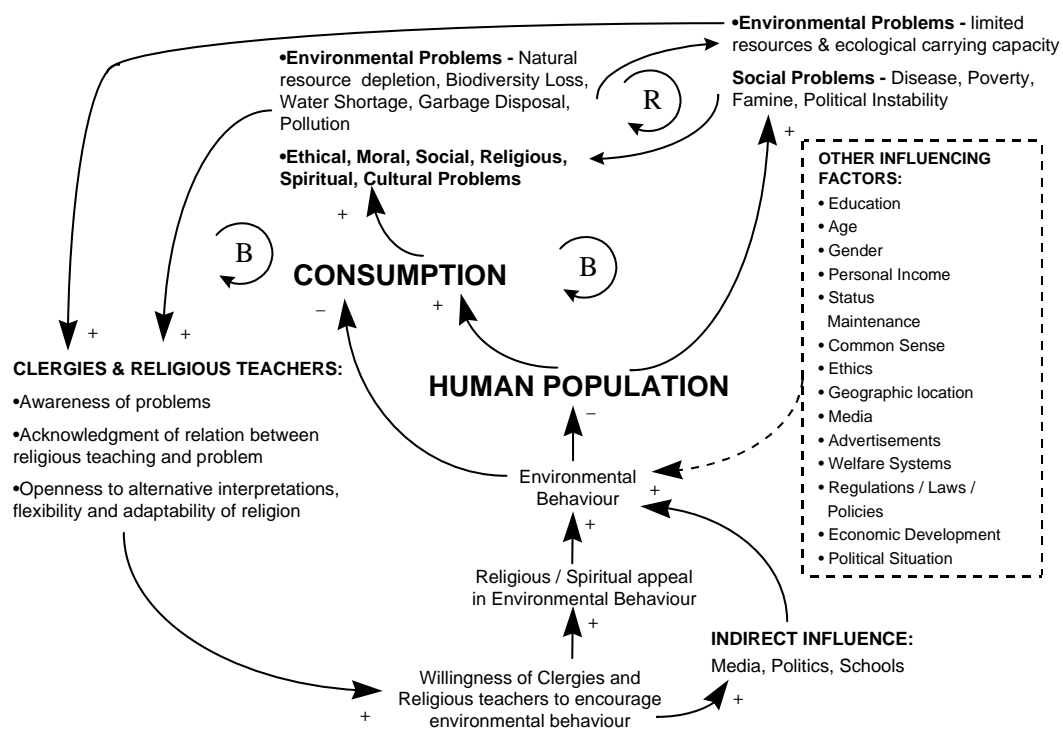 •Environmental Problems - limited
resources & ecological carrying capacity
Social Problems - Disease, Poverty,
Famine, Political Instability
•Environmental Problems - Natural
resource depletion, Biodiversity Loss,
Water Shortage, Garbage Disposal,
Pollution
•Ethical, Moral, Social, Religious,
Spiritual, Cultural Problems
R
+
+
B
B
CONSUMPTION
−
+
+
+
CLERGIES & RELIGIOUS TEACHERS:
•Awareness of problems
•Acknowledgment of relation between
religious teaching and problem
•Openness to alternative interpretations,
flexibility and adaptability of religion
HUMAN POPULATION
−
Environmental
Behaviour
+
+
Religious / Spiritual appeal
in Environmental Behaviour
+
Willingness of Clergies and
Religious teachers to encourage
environmental behaviour
+
+
INDIRECT INFLUENCE:
Media, Politics, Schools
OTHER INFLUENCING
FACTORS:
• Education
• Age
• Gender
• Personal Income
• Status
Maintenance
• Common Sense
• Ethics
• Geographic location
• Media
• Advertisements
• Welfare Systems
• Regulations / Laws /
Policies
• Economic Development
• Political Situation